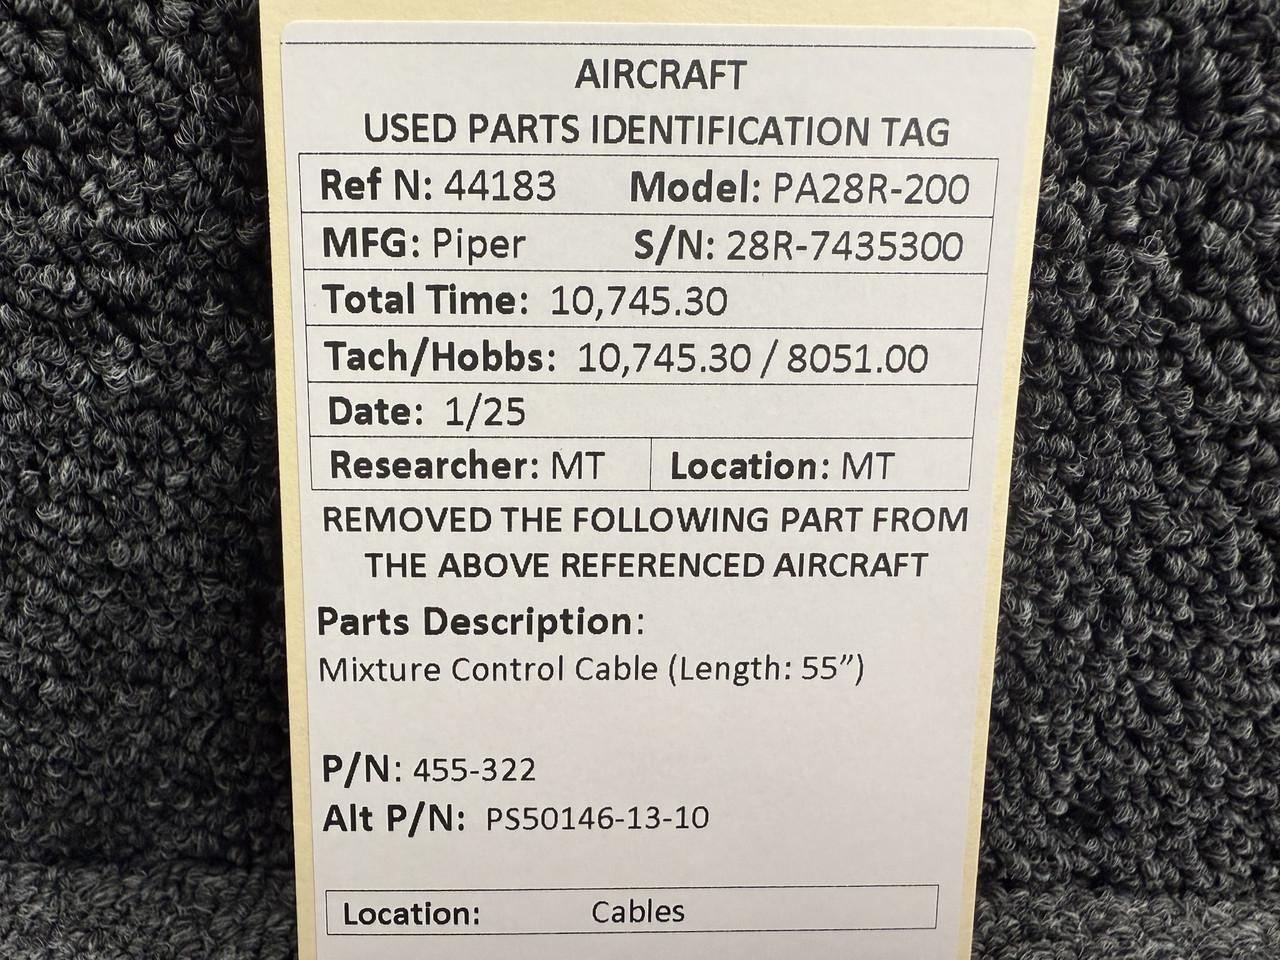 AIRCRAFT
USED PARTS IDENTIFICATION TAG
Ref N: 44183 Model: PA28R-200
MFG: Piper S/N: 28R-7435300
Total Time: 10,745.30
Tach/Hobbs: 10,745.30 / 8051.00
Date: 1/25
Researcher: MT Location: MT
REMOVED THE FOLLOWING PART FROM
THE ABOVE REFERENCED AIRCRAFT
Parts Description:
Mixture Control Cable (Length: 55”)
P/N: 455-322
Alt P/N: PS50146-13-10
Location: Cables